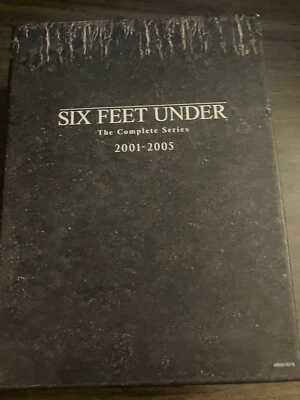 SIX FEET UNDER
The Complete Series
2001-2005